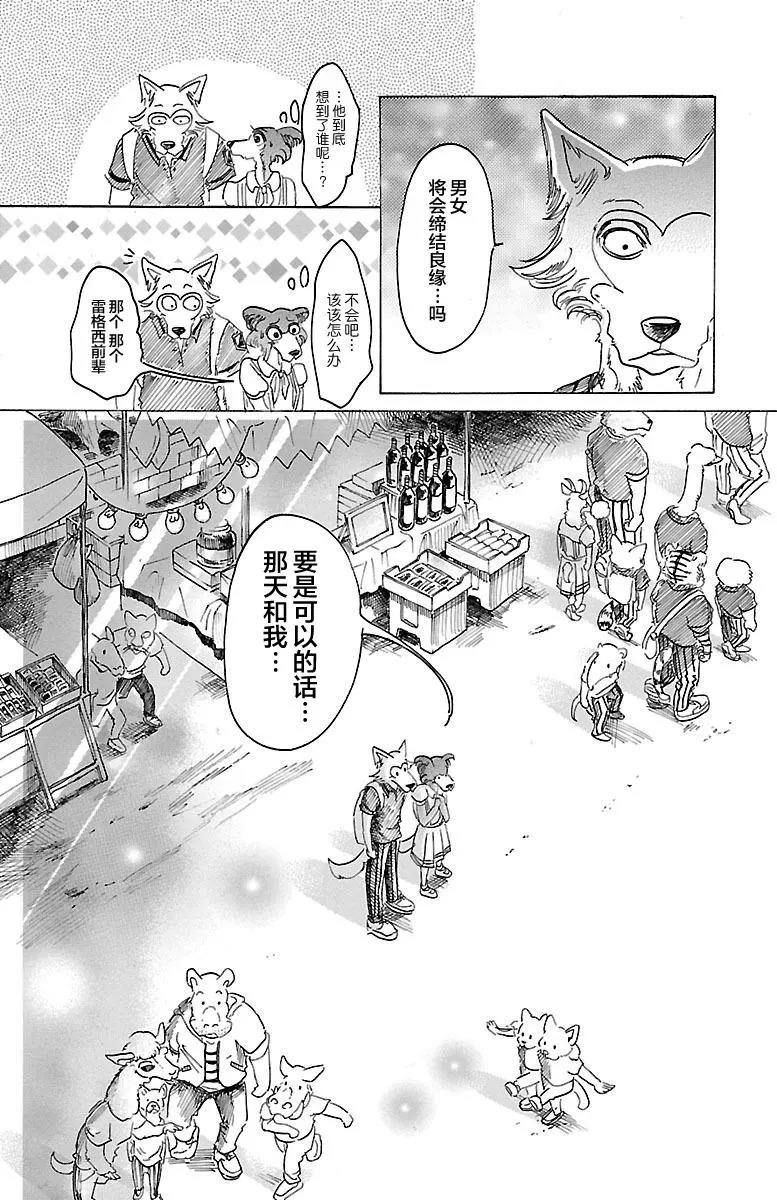 男女
将会缔结良缘…吗
…他到底
想到了谁呢…？
不会吧…
该该怎么办
那个 那个
雷格西前辈
要是可以的话…
那天和我…